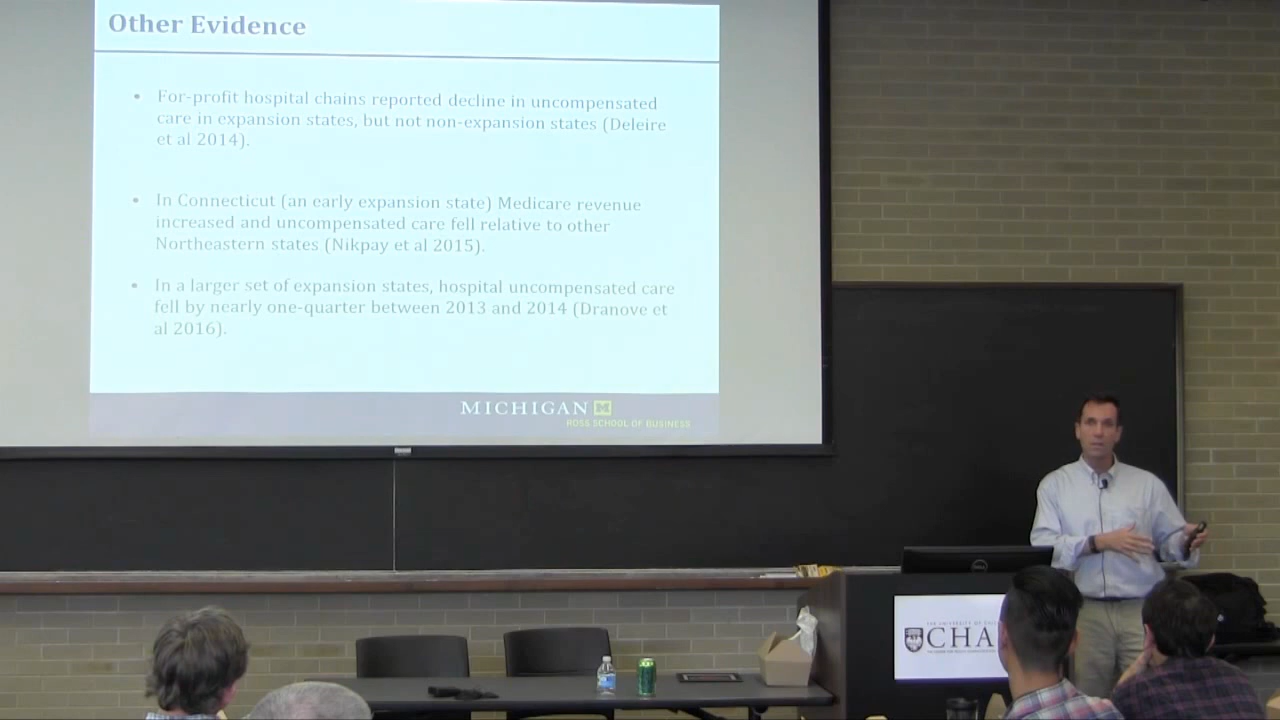 Other Evidence
• For-profit hospital chains reported decline in uncompensated
care in expansion states, but not non-expansion states (Deleire
et al 2014).
• In Connecticut (an early expansion state) Medicare revenue
increased and uncompensated care fell relative to other
Northeastern states (Nikpay et al 2015).
• In a larger set of expansion states, hospital uncompensated care
fell by nearly one-quarter between 2013 and 2014 (Dranove et
al 2016).
MICHIGAN M
ROSS SCHOOL OF BUSINESS
DELL
CHA